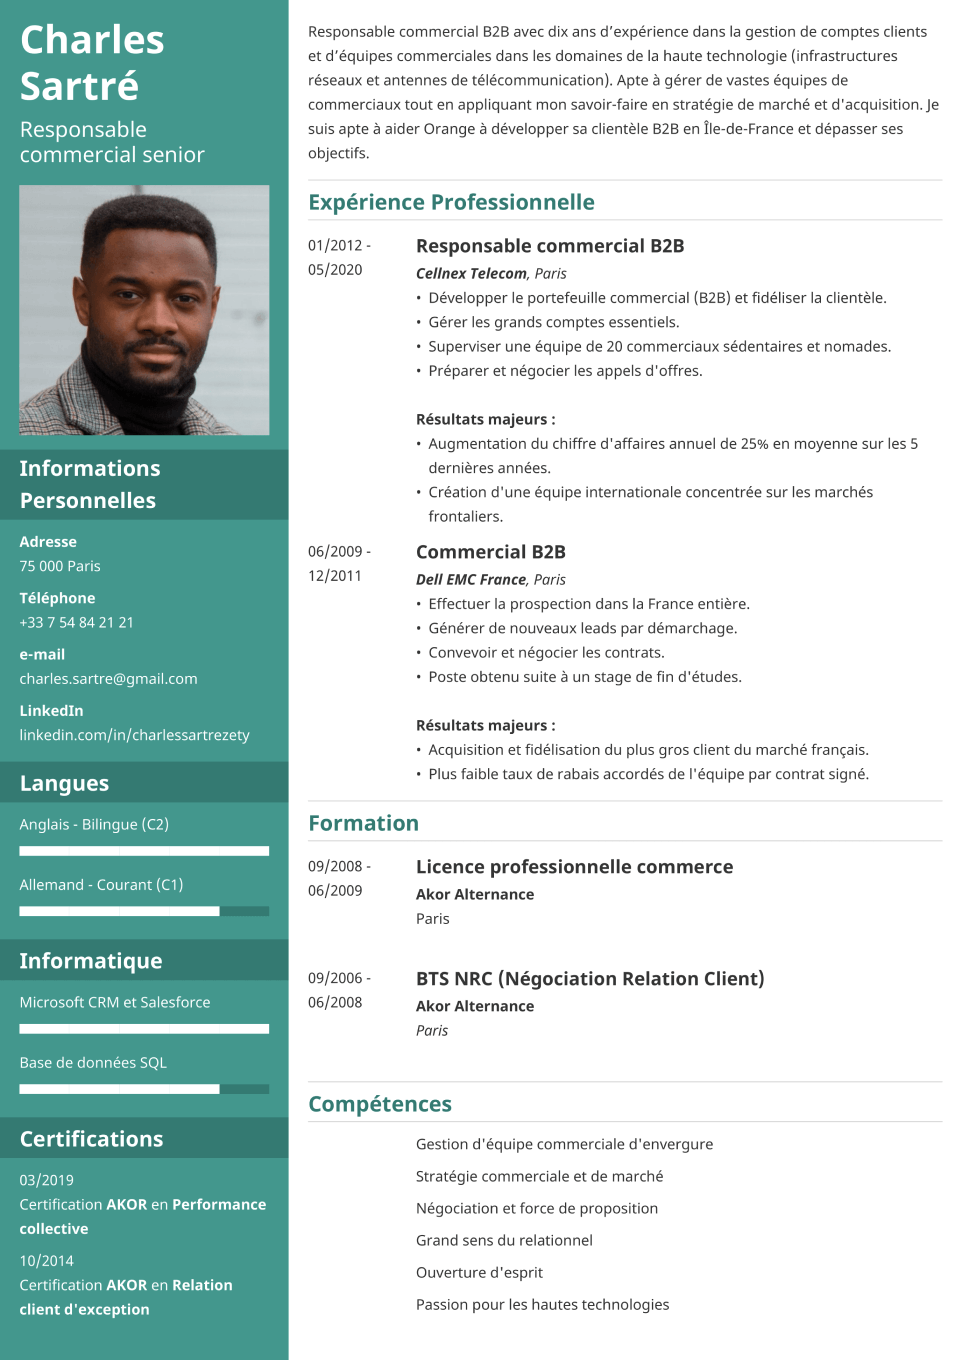 Charles
Sartré
Responsable
commercial senior
Informations
Personnelles
Adresse
75 000 Paris
Téléphone
+33 7 54 84 21 21
e-mail
charles.sartre@gmail.com
LinkedIn
linkedin.com/in/charlessartrezety
Langues
Anglais - Bilingue (C2)
Allemand - Courant (C1)
Informatique
Microsoft CRM et Salesforce
Base de données SQL
Certifications
03/2019
Certification AKOR en Performance
collective
10/2014
Certification AKOR en Relation
client d'exception
Responsable commercial B2B avec dix ans d’expérience dans la gestion de comptes clients
et d’équipes commerciales dans les domaines de la haute technologie (infrastructures
réseaux et antennes de télécommunication). Apte à gérer de vastes équipes de
commerciaux tout en appliquant mon savoir-faire en stratégie de marché et d'acquisition. Je
suis apte à aider Orange à développer sa clientèle B2B en Île-de-France et dépasser ses
objectifs.
Expérience Professionnelle
01/2012 -
05/2020
Responsable commercial B2B
Cellnex Telecom, Paris
• Développer le portefeuille commercial (B2B) et fidéliser la clientèle.
• Gérer les grands comptes essentiels.
• Superviser une équipe de 20 commerciaux sédentaires et nomades.
• Préparer et négocier les appels d'offres.
Résultats majeurs :
• Augmentation du chiffre d'affaires annuel de 25% en moyenne sur les 5
dernières années.
• Création d'une équipe internationale concentrée sur les marchés
frontaliers.
06/2009 -
12/2011
Commercial B2B
Dell EMC France, Paris
• Effectuer la prospection dans la France entière.
• Générer de nouveaux leads par démarchage.
• Convevoir et négocier les contrats.
• Poste obtenu suite à un stage de fin d'études.
Résultats majeurs :
• Acquisition et fidélisation du plus gros client du marché français.
• Plus faible taux de rabais accordés de l'équipe par contrat signé.
Formation
09/2008 -
06/2009
Licence professionnelle commerce
Akor Alternance
Paris
09/2006 -
06/2008
BTS NRC (Négociation Relation Client)
Akor Alternance
Paris
Compétences
Gestion d'équipe commerciale d'envergure
Stratégie commerciale et de marché
Négociation et force de proposition
Grand sens du relationnel
Ouverture d'esprit
Passion pour les hautes technologies